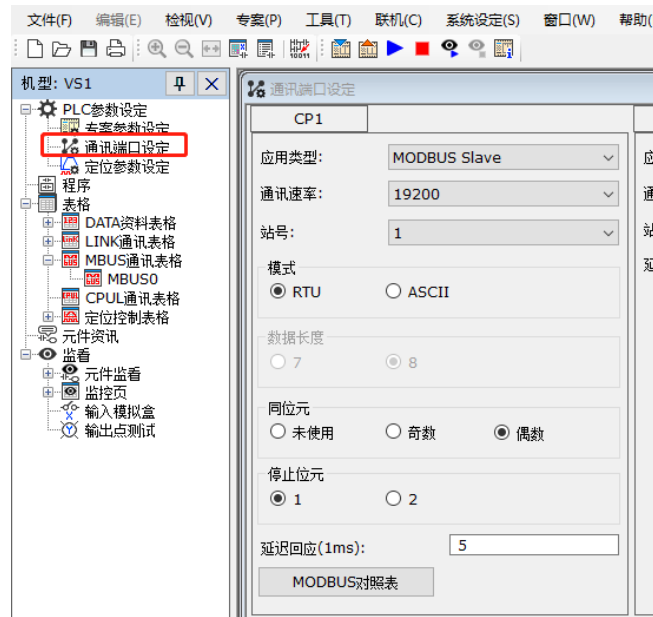 文件(F) 编辑(E) 检视(V) 专案(P) 工具(T) 联机(C) 系统设定(S) 窗口(W) 帮助(
机型: VS1
通讯端口设定
PLC参数设定
专案参数设定
通讯端口设定
定位参数设定
程序
表格
DATA资料表格
LINK通讯表格
MBUS通讯表格
MBUS0
CPUL通讯表格
定位控制表格
元件资讯
监看
元件监看
监控页
输入模拟盒
输出点测试
CP1
应用类型: MODBUS Slave
通讯速率: 19200
站号: 1
模式
RTU ASCII
数据长度
7 8
同位元
未使用 奇数 偶数
停止位元
1 2
延迟回应(1ms): 5
MODBUS对照表